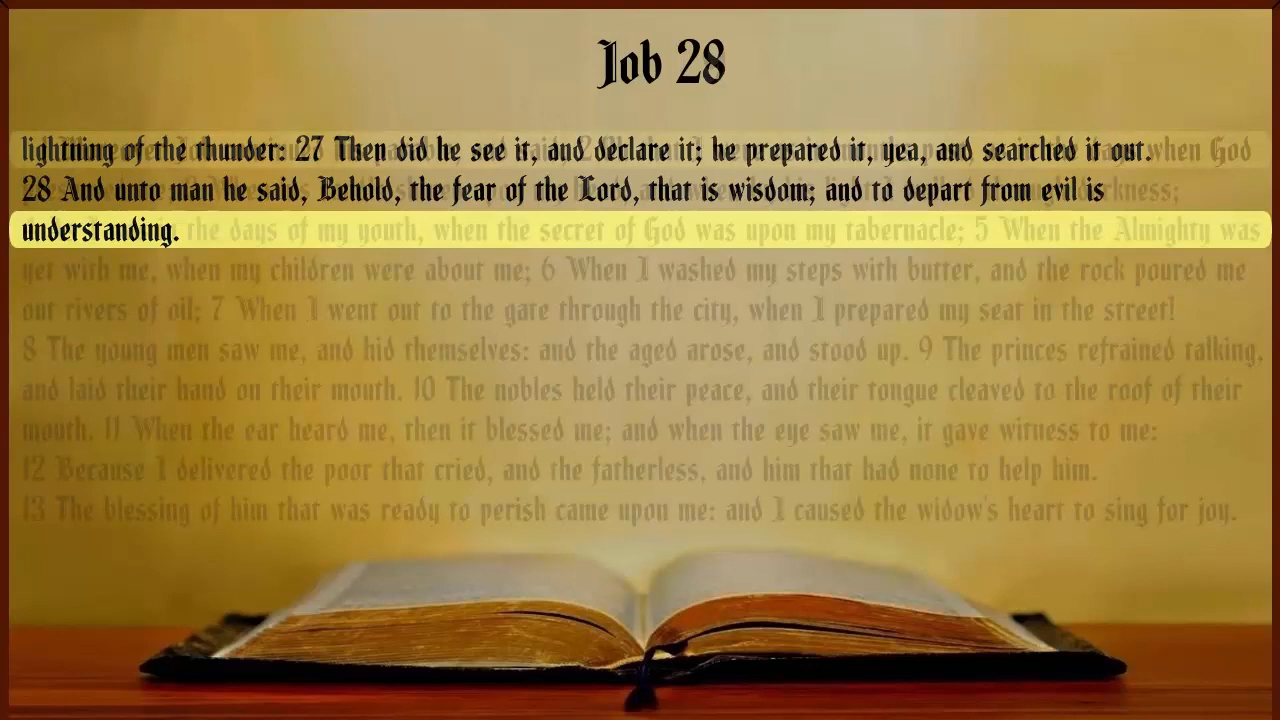 Job 28
lightning of the thunder: 27 Then did he see it, and declare it; he prepared it, yea, and searched it out. when God
28 And unto man he said, Behold, the fear of the Lord, that is wisdom; and to depart from evil is darkness;
understanding. the days of my youth, when the secret of God was upon my tabernacle; 5 When the Almighty was
yet with me, when my children were about me; 6 When I washed my steps with butter, and the rock poured me
out rivers of oil; 7 When I went out to the gate through the city, when I prepared my seat in the street!
8 The young men saw me, and hid themselves: and the aged arose, and stood up. 9 The princes refrained talking,
and laid their hand on their mouth. 10 The nobles held their peace, and their tongue cleaved to the roof of their
mouth. 11 When the ear heard me, then it blessed me; and when the eye saw me, it gave witness to me:
12 Because I delivered the poor that cried, and the fatherless, and him that had none to help him.
13 The blessing of him that was ready to perish came upon me: and I caused the widow's heart to sing for joy.